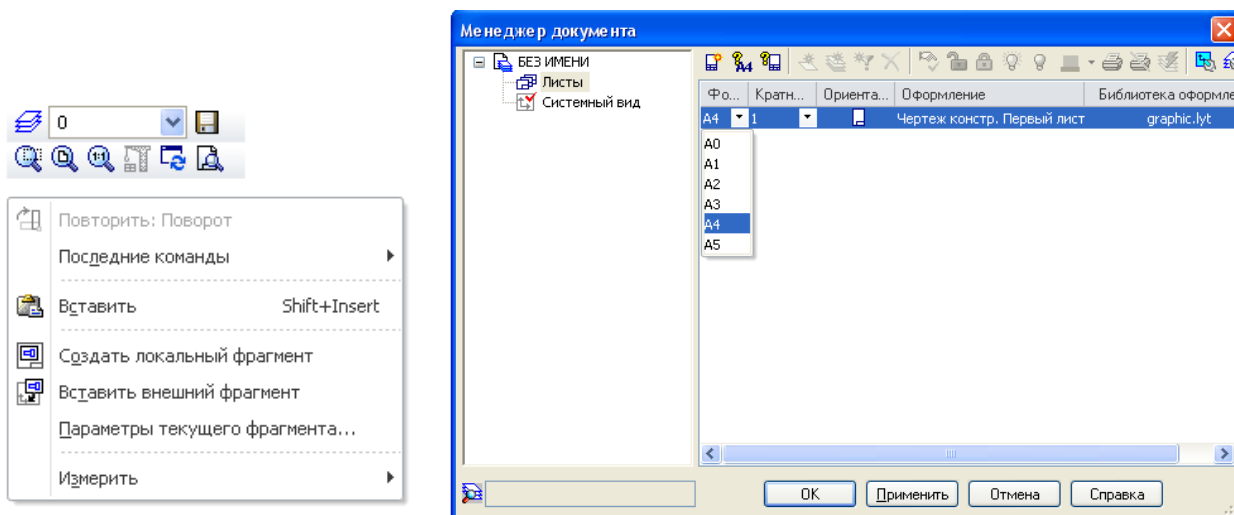 0
Повторить: Поворот
Последние команды
Вставить Shift+Insert
Создать локальный фрагмент
Вставить внешний фрагмент
Параметры текущего фрагмента...
Измерить
Менеджер документа
БЕЗ ИМЕНИ
Листы
Системный вид
Фо... Кратн... Ориента... Оформление Библиотека оформле
A4 1 Чертеж констр. Первый лист graphic.lyt
A0
A1
A2
A3
A4
A5
OK Применить Отмена Справка